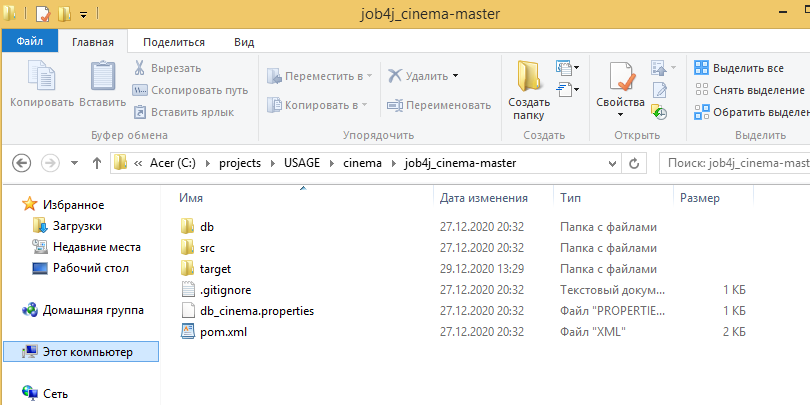 job4j_cinema-master
Файл Главная Поделиться Вид
Копировать
Вставить
Вырезать
Скопировать путь
Вставить ярлык
Буфер обмена
Переместить в
Копировать в
Удалить
Переименовать
Упорядочить
Создать папку
Создать
Свойства
Открыть
Выделить все
Снять выделение
Обратить выделен
Выделить
« Acer (C:) projects USAGE cinema job4j_cinema-master
Поиск: job4j_cinema-mast
Избранное
Загрузки
Недавние места
Рабочий стол
Домашняя группа
Этот компьютер
Сеть
Имя Дата изменения Тип Размер
db 27.12.2020 20:32 Папка с файлами
src 27.12.2020 20:32 Папка с файлами
target 29.12.2020 13:29 Папка с файлами
.gitignore 27.12.2020 20:32 Текстовый докум... 1 КБ
db_cinema.properties 27.12.2020 20:32 Файл "PROPERTIE... 1 КБ
pom.xml 27.12.2020 20:32 Файл "XML" 2 КБ